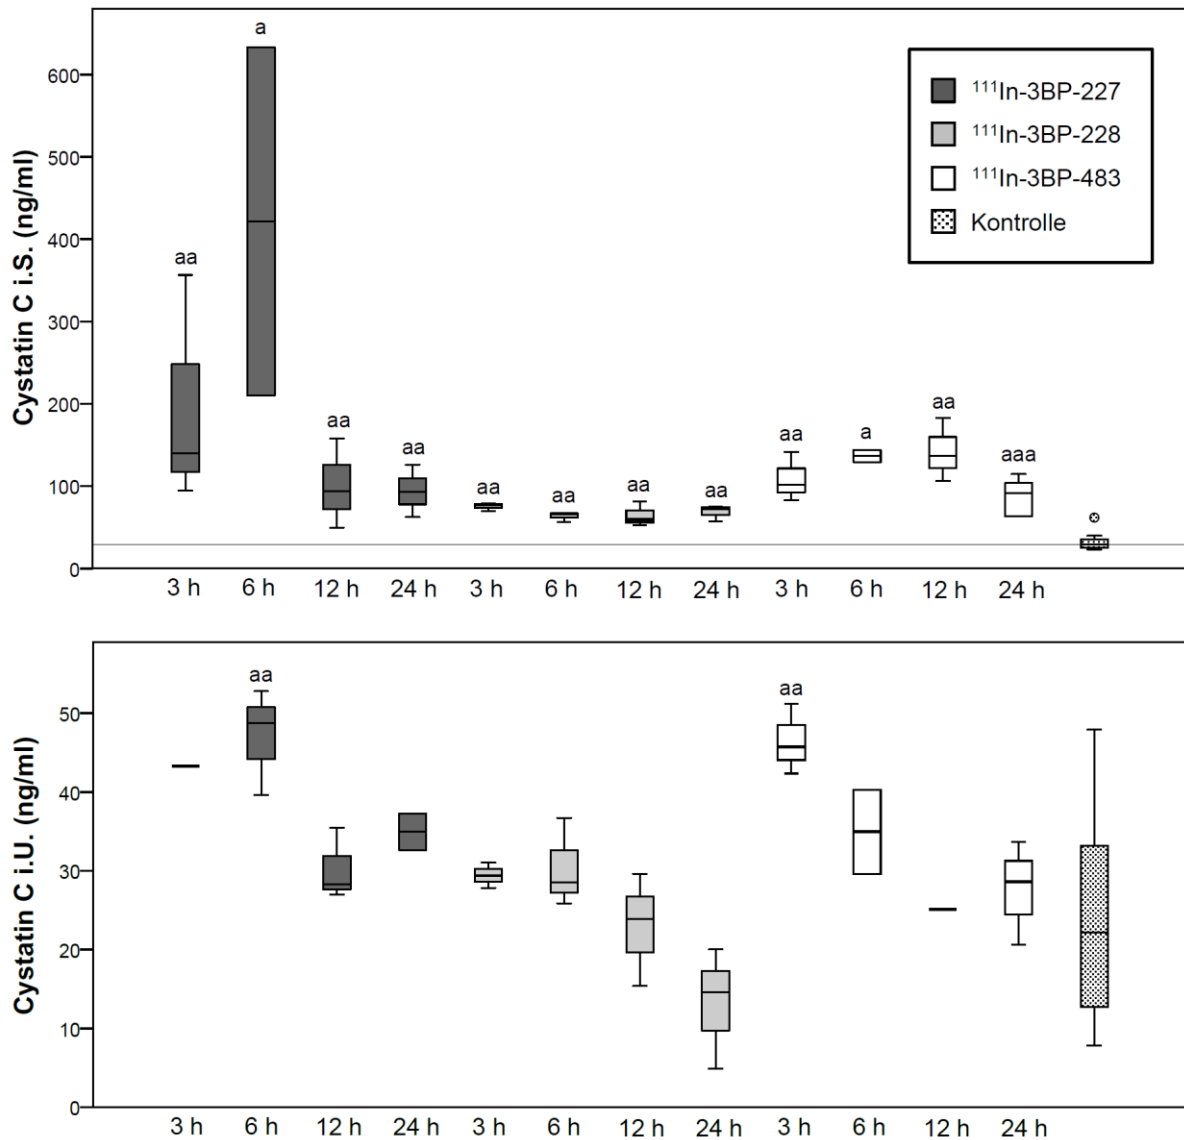 Cystatin C i.S. (ng/ml)
600
500
400
300
200
100
0
aa
a
aa
aa
aa
aa
aa
aa
aa
a
aa
aaa
¹¹¹In-3BP-227
¹¹¹In-3BP-228
¹¹¹In-3BP-483
Kontrolle
3 h 6 h 12 h 24 h 3 h 6 h 12 h 24 h 3 h 6 h 12 h 24 h
Cystatin C i.U. (ng/ml)
50
40
30
20
10
0
aa
aa
3 h 6 h 12 h 24 h 3 h 6 h 12 h 24 h 3 h 6 h 12 h 24 h